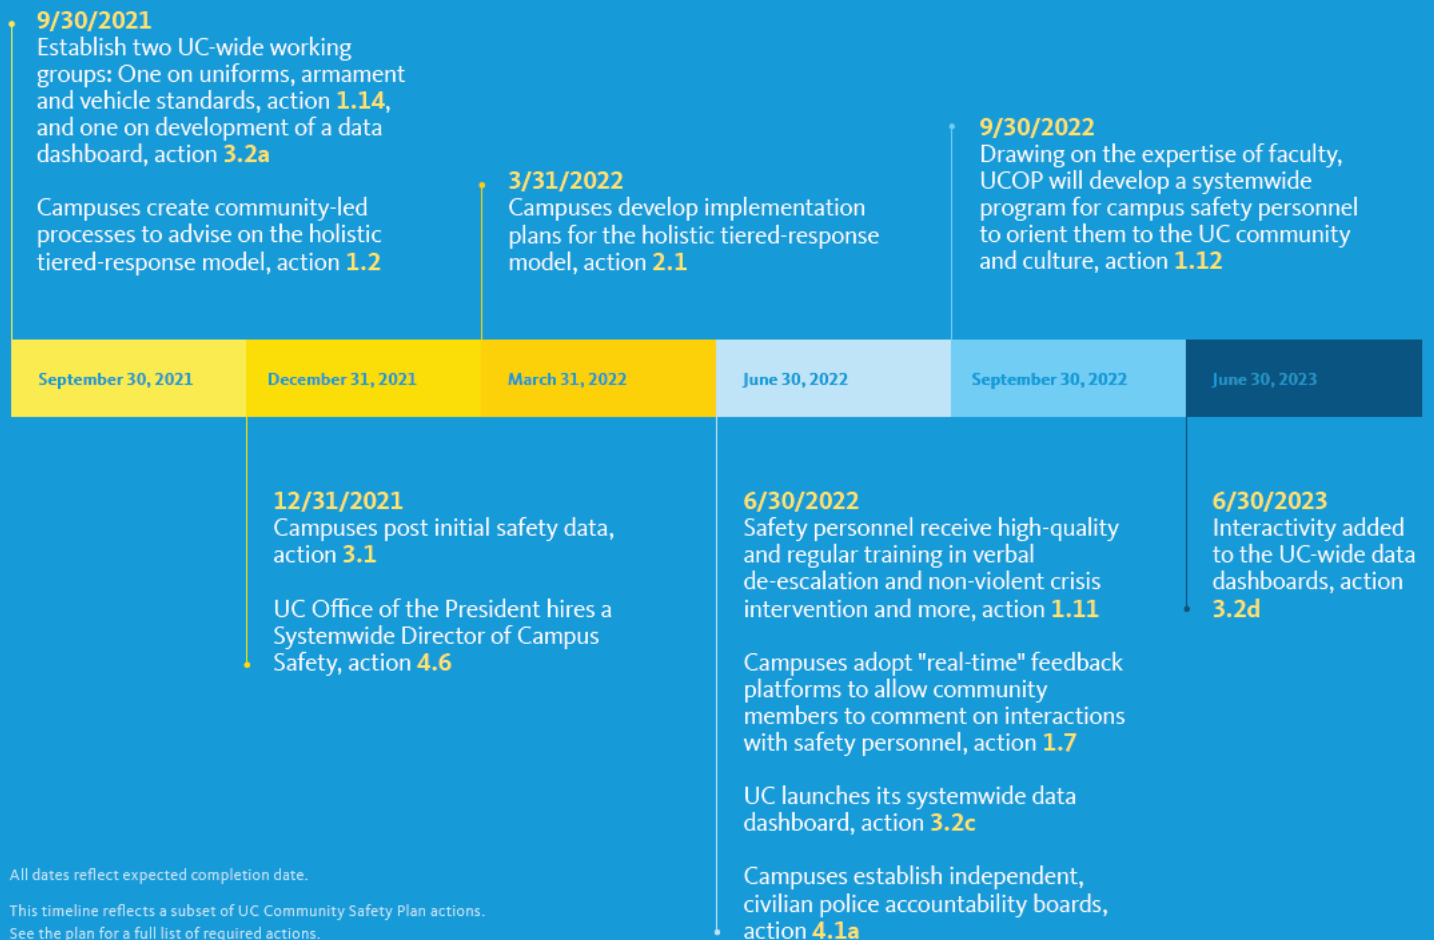 9/30/2021
Establish two UC-wide working
groups: One on uniforms, armament
and vehicle standards, action 1.14,
and one on development of a data
dashboard, action 3.2a
Campuses create community-led
processes to advise on the holistic
tiered-response model, action 1.2
3/31/2022
Campuses develop implementation
plans for the holistic tiered-response
model, action 2.1
9/30/2022
Drawing on the expertise of faculty,
UCOP will develop a systemwide
program for campus safety personnel
to orient them to the UC community
and culture, action 1.12
September 30, 2021
December 31, 2021
March 31, 2022
June 30, 2022
September 30, 2022
June 30, 2023
12/31/2021
Campuses post initial safety data,
action 3.1
UC Office of the President hires a
Systemwide Director of Campus
Safety, action 4.6
6/30/2022
Safety personnel receive high-quality
and regular training in verbal
de-escalation and non-violent crisis
intervention and more, action 1.11
Campuses adopt "real-time" feedback
platforms to allow community
members to comment on interactions
with safety personnel, action 1.7
UC launches its systemwide data
dashboard, action 3.2c
Campuses establish independent,
civilian police accountability boards,
action 4.1a
6/30/2023
Interactivity added
to the UC-wide data
dashboards, action
3.2d
All dates reflect expected completion date.
This timeline reflects a subset of UC Community Safety Plan actions.
See the plan for a full list of required actions.